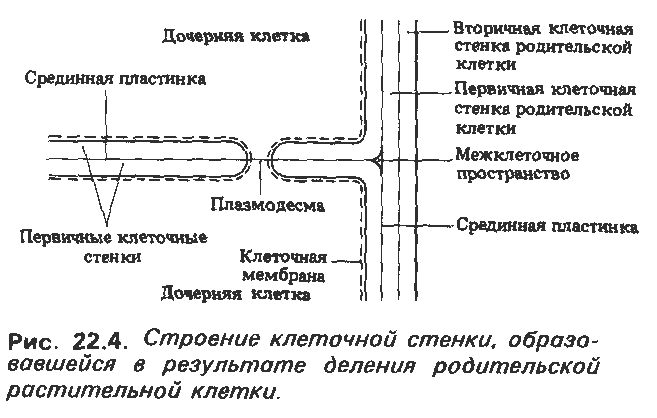 Дочерняя клетка
Срединная пластинка
Плазмодесма
Первичные клеточные
стенки
Клеточная
мембрана
Дочерняя клетка
Вторичная клеточная
стенка родительской
клетки
Первичная клеточная
стенка родительской
клетки
Межклеточное
пространство
Срединная пластинка
Рис. 22.4. Строение клеточной стенки, образо-
вавшейся в результате деления родительской
растительной клетки.